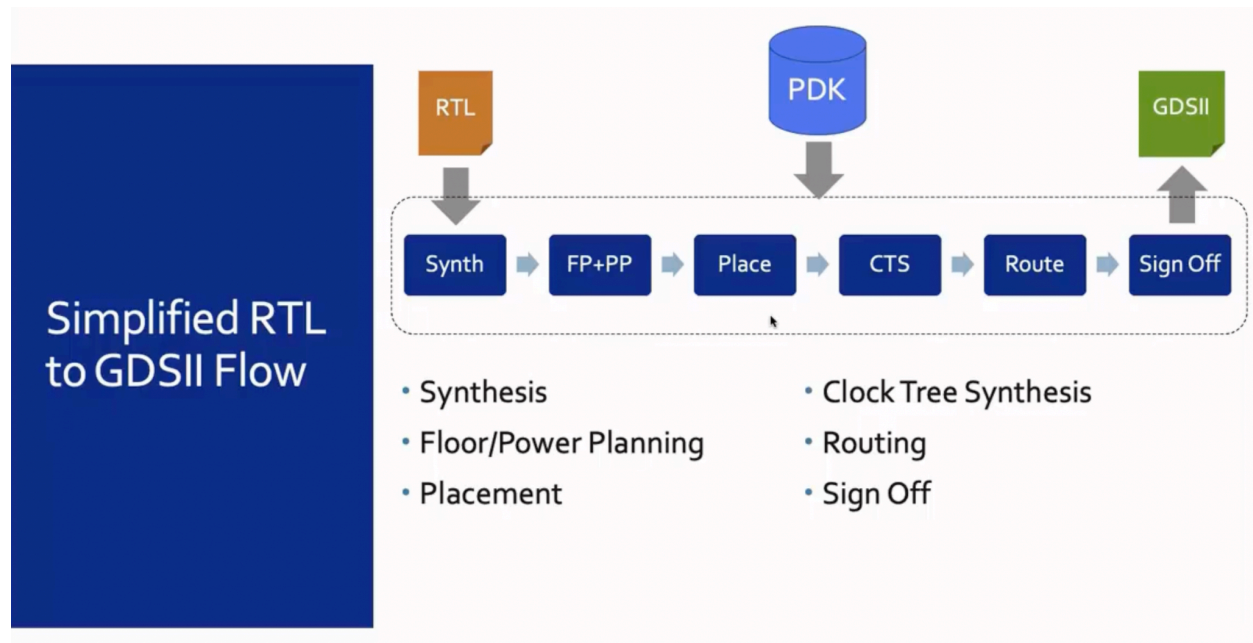 Simplified RTL
to GDSII Flow
RTL
PDK
GDSII
Synth
FP+PP
Place
CTS
Route
Sign Off
• Synthesis
• Floor/Power Planning
• Placement
• Clock Tree Synthesis
• Routing
• Sign Off